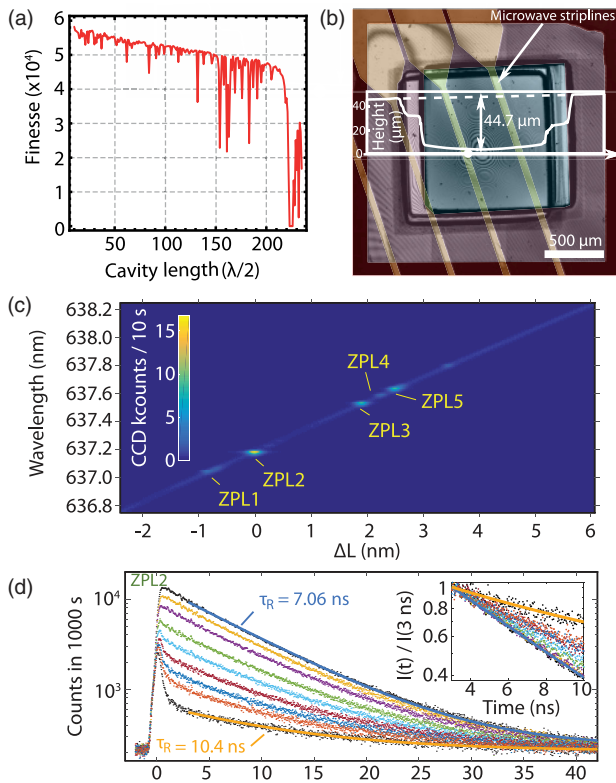 (a)
6
5
4
3
2
1
0
Finesse (x10⁴)
50 100 150 200
Cavity length (λ/2)
(b)
Microwave striplines
Height
(μm)
40
20
0
44.7 μm
500 μm
(c)
638.2
638.0
637.8
637.6
637.4
637.2
637.0
636.8
Wavelength (nm)
CCD kcounts / 10 s
15
10
5
0
ZPL4
ZPL5
ZPL3
ZPL2
ZPL1
-2 -1 0 1 2 3 4 5 6
ΔL (nm)
(d)
ZPL2
10⁴
10³
Counts in 1000 s
τR = 7.06 ns
τR = 10.4 ns
I(t) / I(3 ns)
1
0.8
0.6
0.4
4 6 8 10
Time (ns)
0 5 10 15 20 25 30 35 40